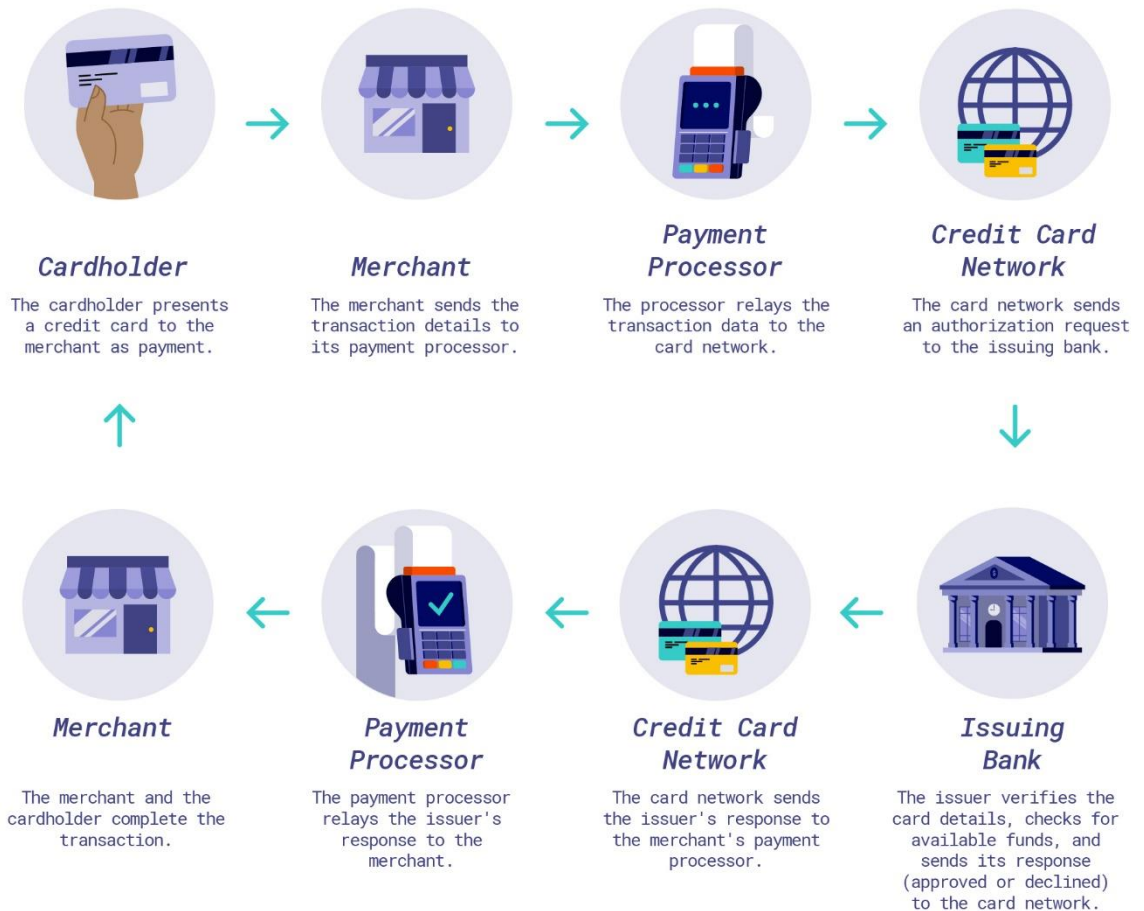 Cardholder
The cardholder presents
a credit card to the
merchant as payment.
Merchant
The merchant sends the
transaction details to
its payment processor.
Payment
Processor
The processor relays the
transaction data to the
card network.
Credit Card
Network
The card network sends
an authorization request
to the issuing bank.
Merchant
The merchant and the
cardholder complete the
transaction.
Payment
Processor
The payment processor
relays the issuer's
response to the
merchant.
Credit Card
Network
The card network sends
the issuer's response to
the merchant's payment
processor.
Issuing
Bank
The issuer verifies the
card details, checks for
available funds, and
sends its response
(approved or declined)
to the card network.